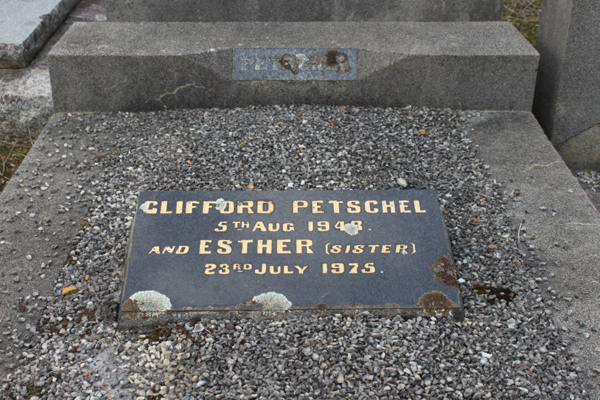 CLIFFORD PETSCHEL
5TH AUG
AND ESTHER (SISTER)
23RD JULY 1975.